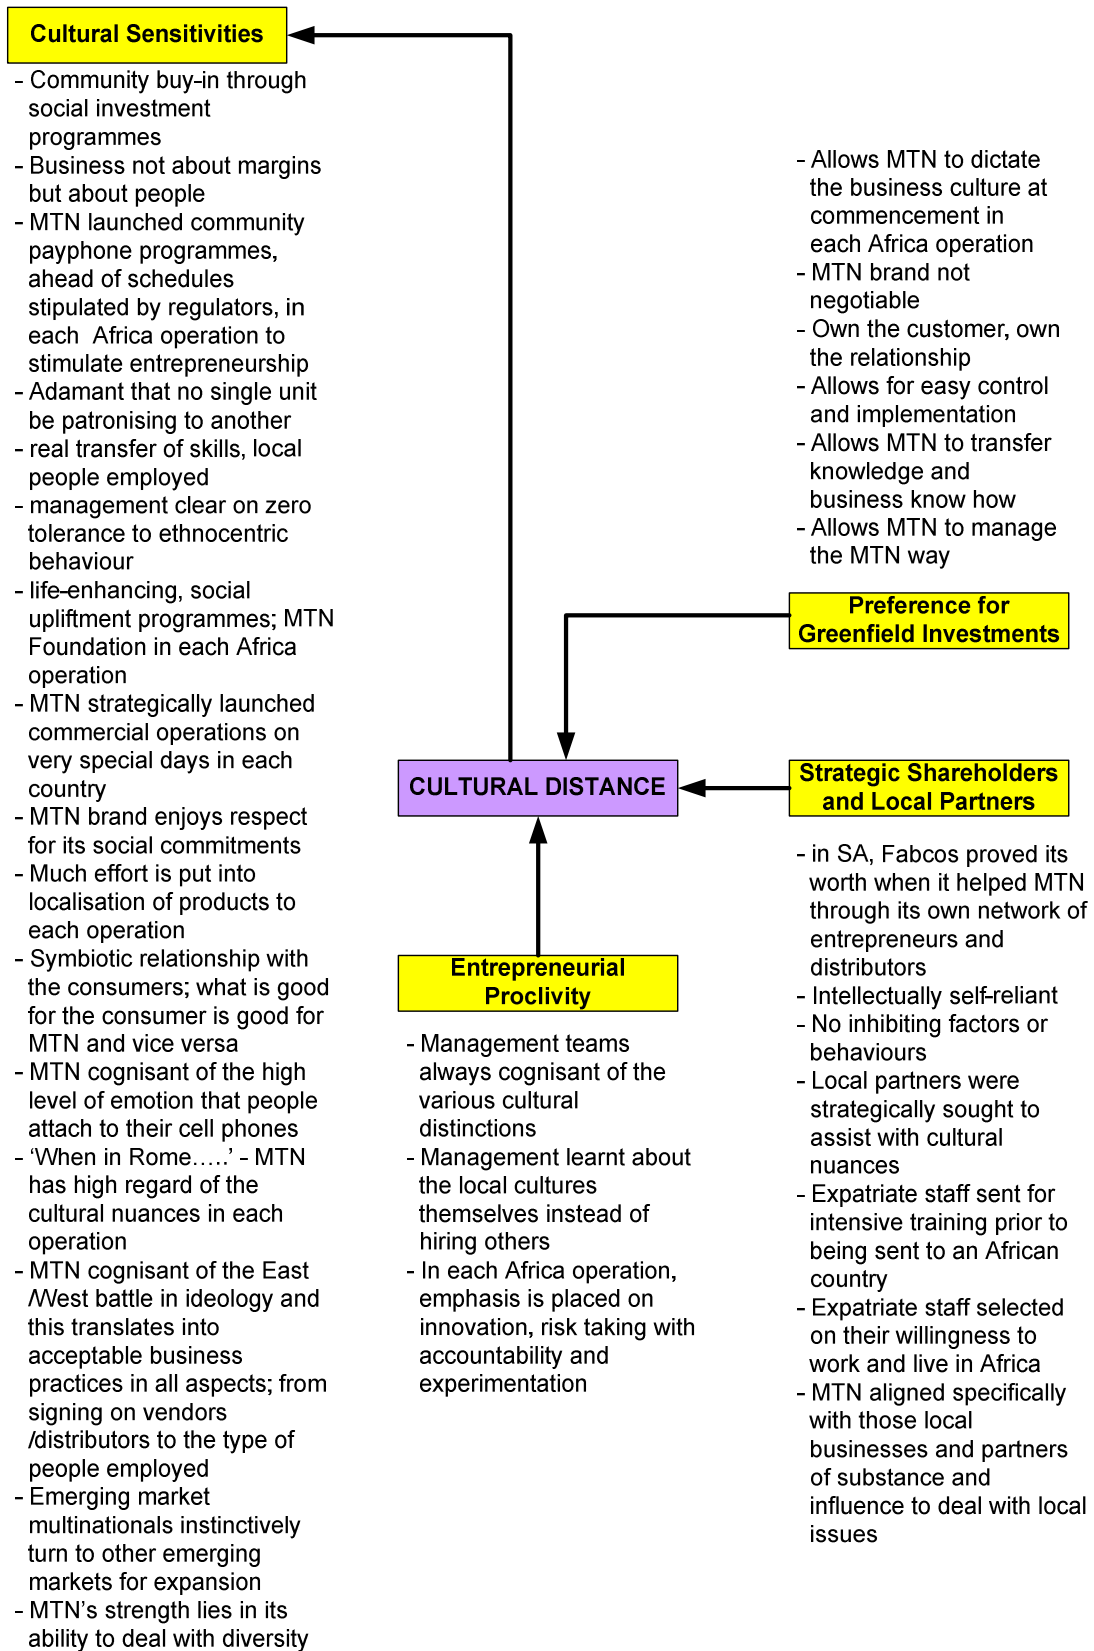 Cultural Sensitivities
- Community buy-in through
social investment
programmes
- Business not about margins
but about people
- MTN launched community
payphone programmes,
ahead of schedules
stipulated by regulators, in
each Africa operation to
stimulate entrepreneurship
- Adamant that no single unit
be patronising to another
- real transfer of skills, local
people employed
- management clear on zero
tolerance to ethnocentric
behaviour
- life-enhancing, social
upliftment programmes; MTN
Foundation in each Africa
operation
- MTN strategically launched
commercial operations on
very special days in each
country
- MTN brand enjoys respect
for its social commitments
- Much effort is put into
localisation of products to
each operation
- Symbiotic relationship with
the consumers; what is good
for the consumer is good for
MTN and vice versa
- MTN cognisant of the high
level of emotion that people
attach to their cell phones
- 'When in Rome.....' - MTN
has high regard of the
cultural nuances in each
operation
- MTN cognisant of the East
/West battle in ideology and
this translates into
acceptable business
practices in all aspects; from
signing on vendors
/distributors to the type of
people employed
- Emerging market
multinationals instinctively
turn to other emerging
markets for expansion
- MTN's strength lies in its
ability to deal with diversity
CULTURAL DISTANCE
Entrepreneurial
Proclivity
- Management teams
always cognisant of the
various cultural
distinctions
- Management learnt about
the local cultures
themselves instead of
hiring others
- In each Africa operation,
emphasis is placed on
innovation, risk taking with
accountability and
experimentation
- Allows MTN to dictate
the business culture at
commencement in
each Africa operation
- MTN brand not
negotiable
- Own the customer, own
the relationship
- Allows for easy control
and implementation
- Allows MTN to transfer
knowledge and
business know how
- Allows MTN to manage
the MTN way
Preference for
Greenfield Investments
Strategic Shareholders
and Local Partners
- in SA, Fabcos proved its
worth when it helped MTN
through its own network of
entrepreneurs and
distributors
- Intellectually self-reliant
- No inhibiting factors or
behaviours
- Local partners were
strategically sought to
assist with cultural
nuances
- Expatriate staff sent for
intensive training prior to
being sent to an African
country
- Expatriate staff selected
on their willingness to
work and live in Africa
- MTN aligned specifically
with those local
businesses and partners
of substance and
influence to deal with local
issues